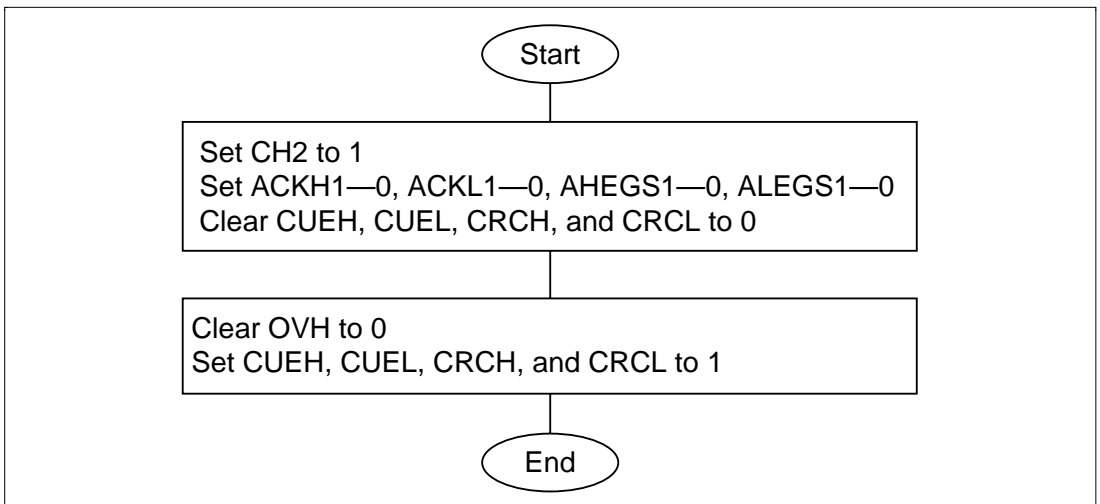 Start
Set CH2 to 1
Set ACKH1—0, ACKL1—0, AHEGS1—0, ALEGS1—0
Clear CUEH, CUEL, CRCH, and CRCL to 0
Clear OVH to 0
Set CUEH, CUEL, CRCH, and CRCL to 1
End